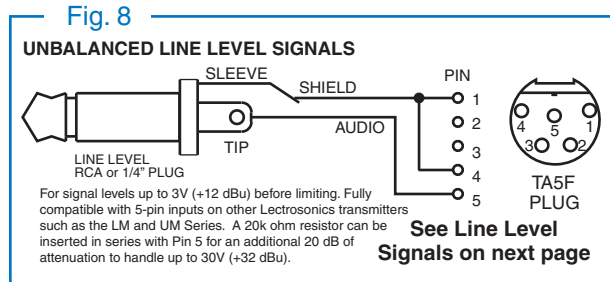 Fig. 8
UNBALANCED LINE LEVEL SIGNALS
SLEEVE
SHIELD
PIN
1
2
3
4
5
AUDIO
TIP
LINE LEVEL
RCA or 1/4" PLUG
4
5
1
3
2
TA5F
PLUG
For signal levels up to 3V (+12 dBu) before limiting. Fully
compatible with 5-pin inputs on other Lectrosonics transmitters
such as the LM and UM Series. A 20k ohm resistor can be
inserted in series with Pin 5 for an additional 20 dB of
attenuation to handle up to 30V (+32 dBu).
See Line Level
Signals on next page